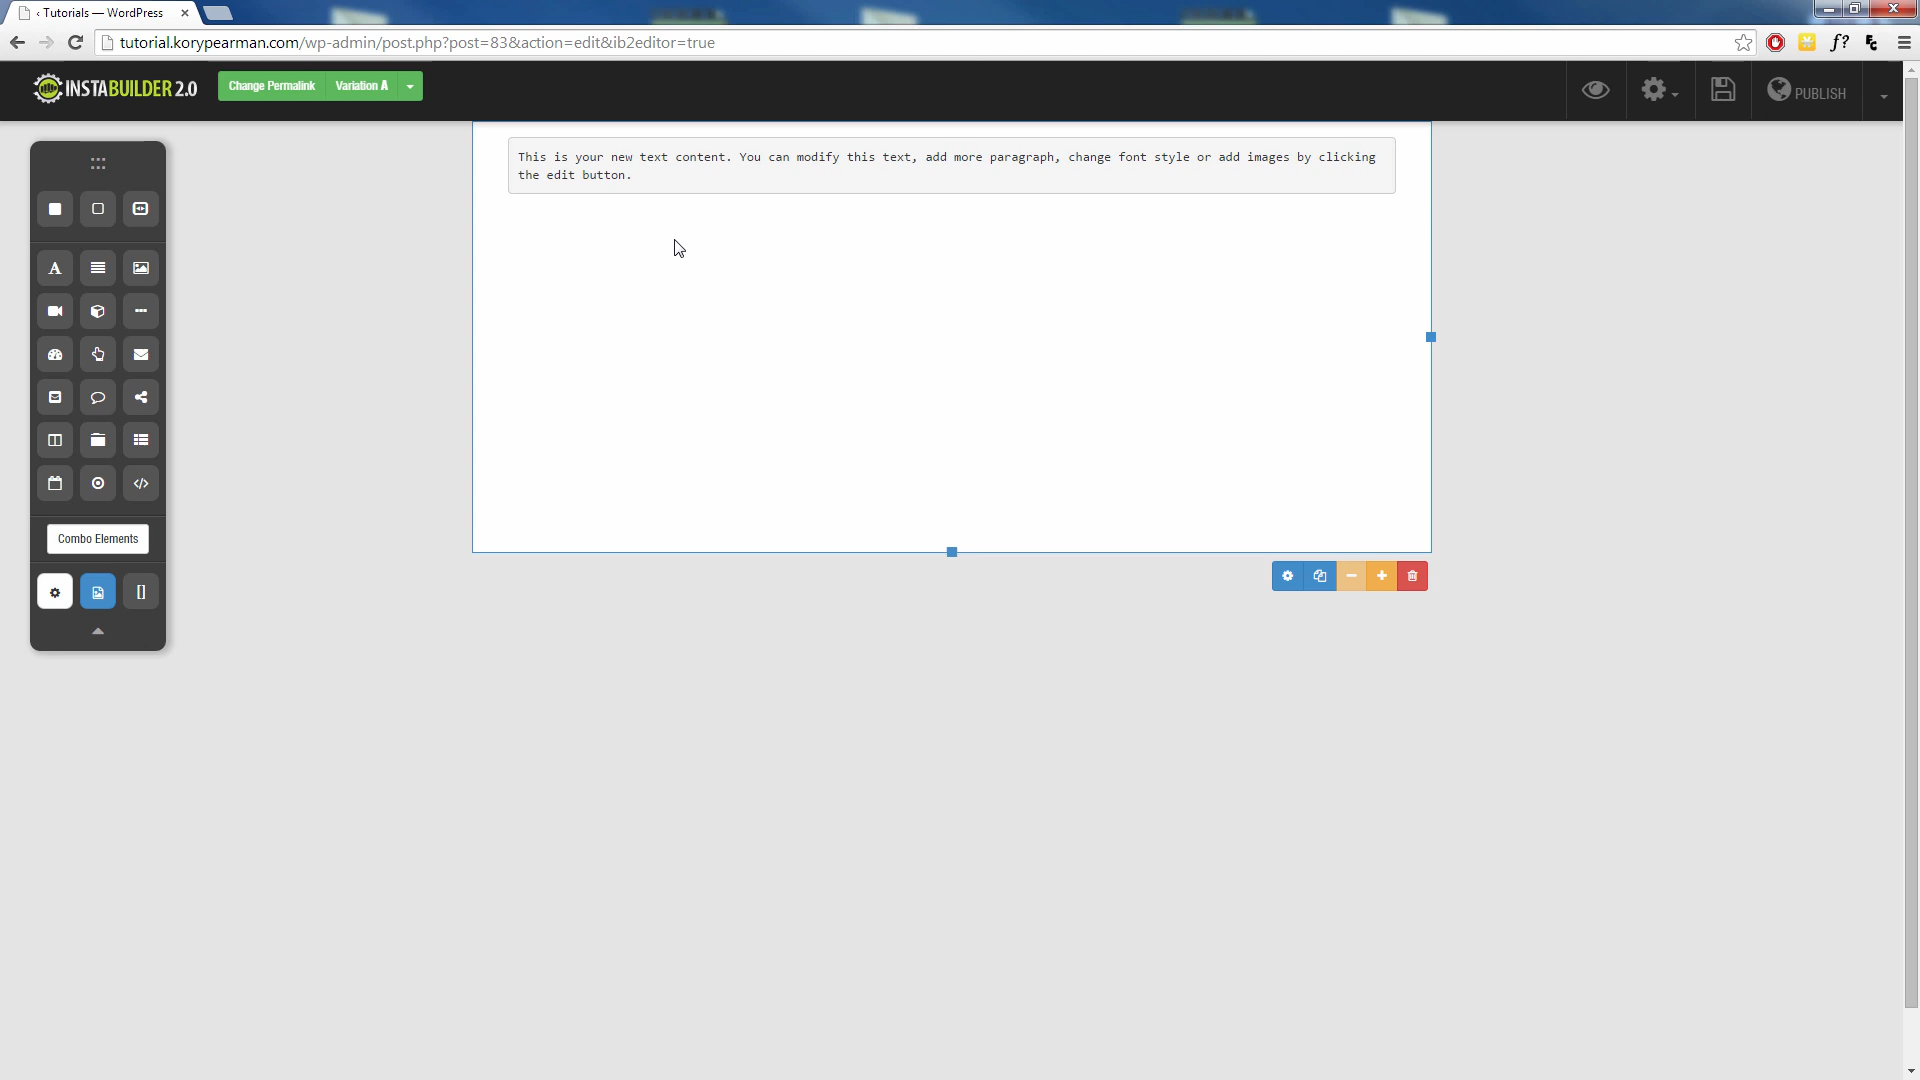 ‹ Tutorials — WordPress
tutorial.korypearman.com/wp-admin/post.php?post=83&action=edit&ib2editor=true
f?
INSTABUILDER 2.0
Change Permalink
Variation A
PUBLISH
This is your new text content. You can modify this text, add more paragraph, change font style or add images by clicking
the edit button.
A
Combo Elements